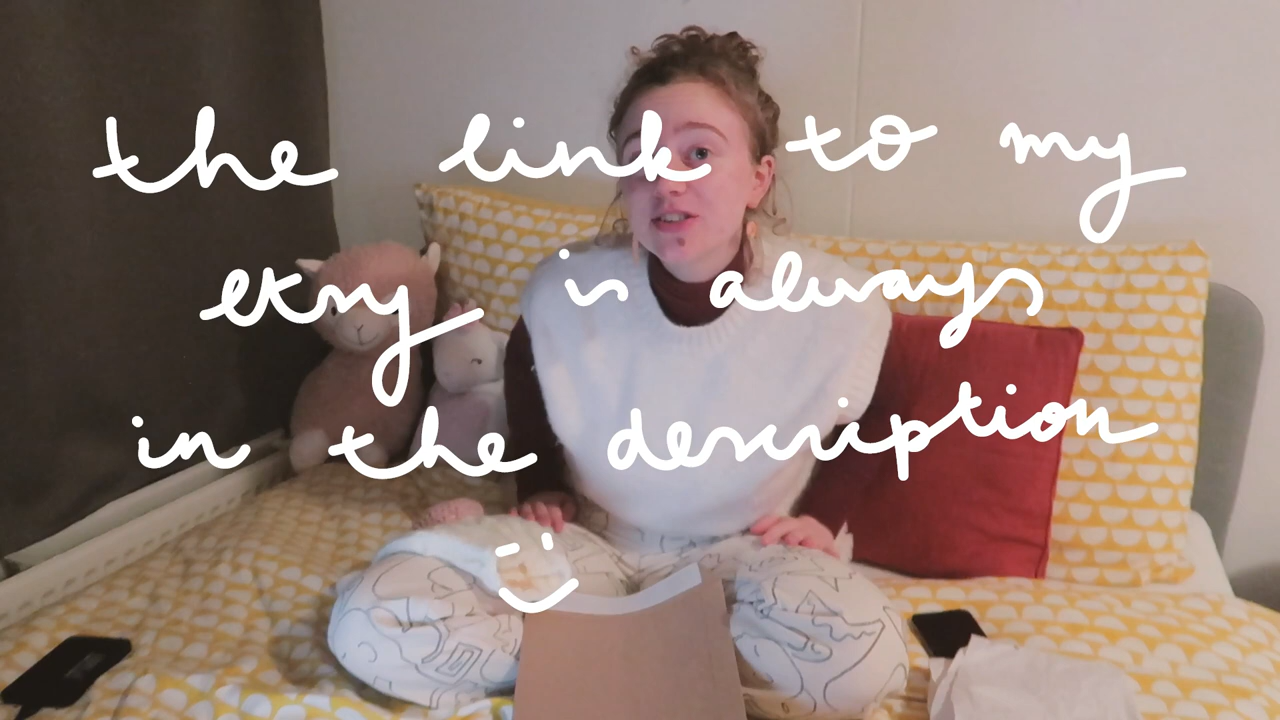 the link to my
etsy is always
in the description